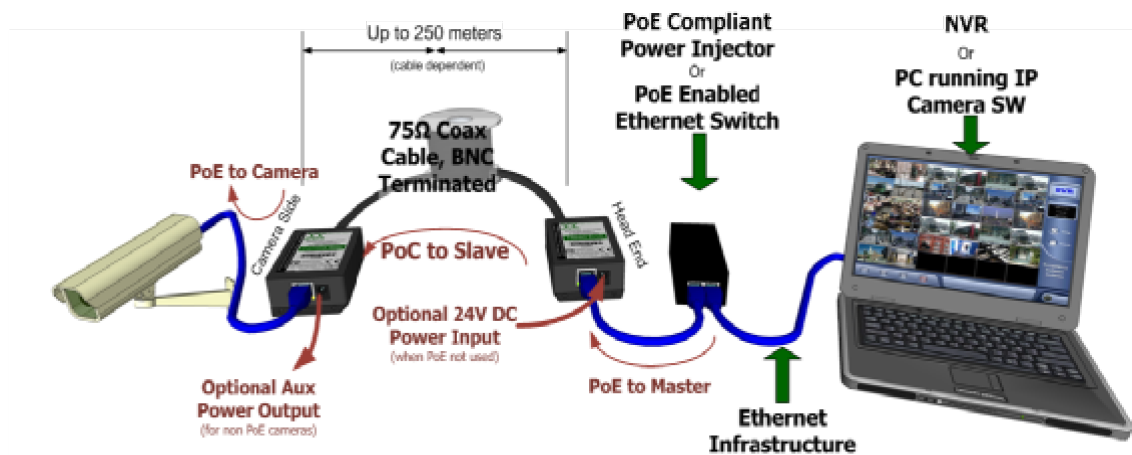 Up to 250 meters
(cable dependent)
75Ω Coax
Cable, BNC
Terminated
PoE to Camera
Camera Side
PoC to Slave
Head End
Optional 24V DC
Power Input
(when PoE not used)
Optional Aux
Power Output
(for non PoE cameras)
PoE to Master
PoE Compliant
Power Injector
Or
PoE Enabled
Ethernet Switch
Ethernet
Infrastructure
NVR
Or
PC running IP
Camera SW